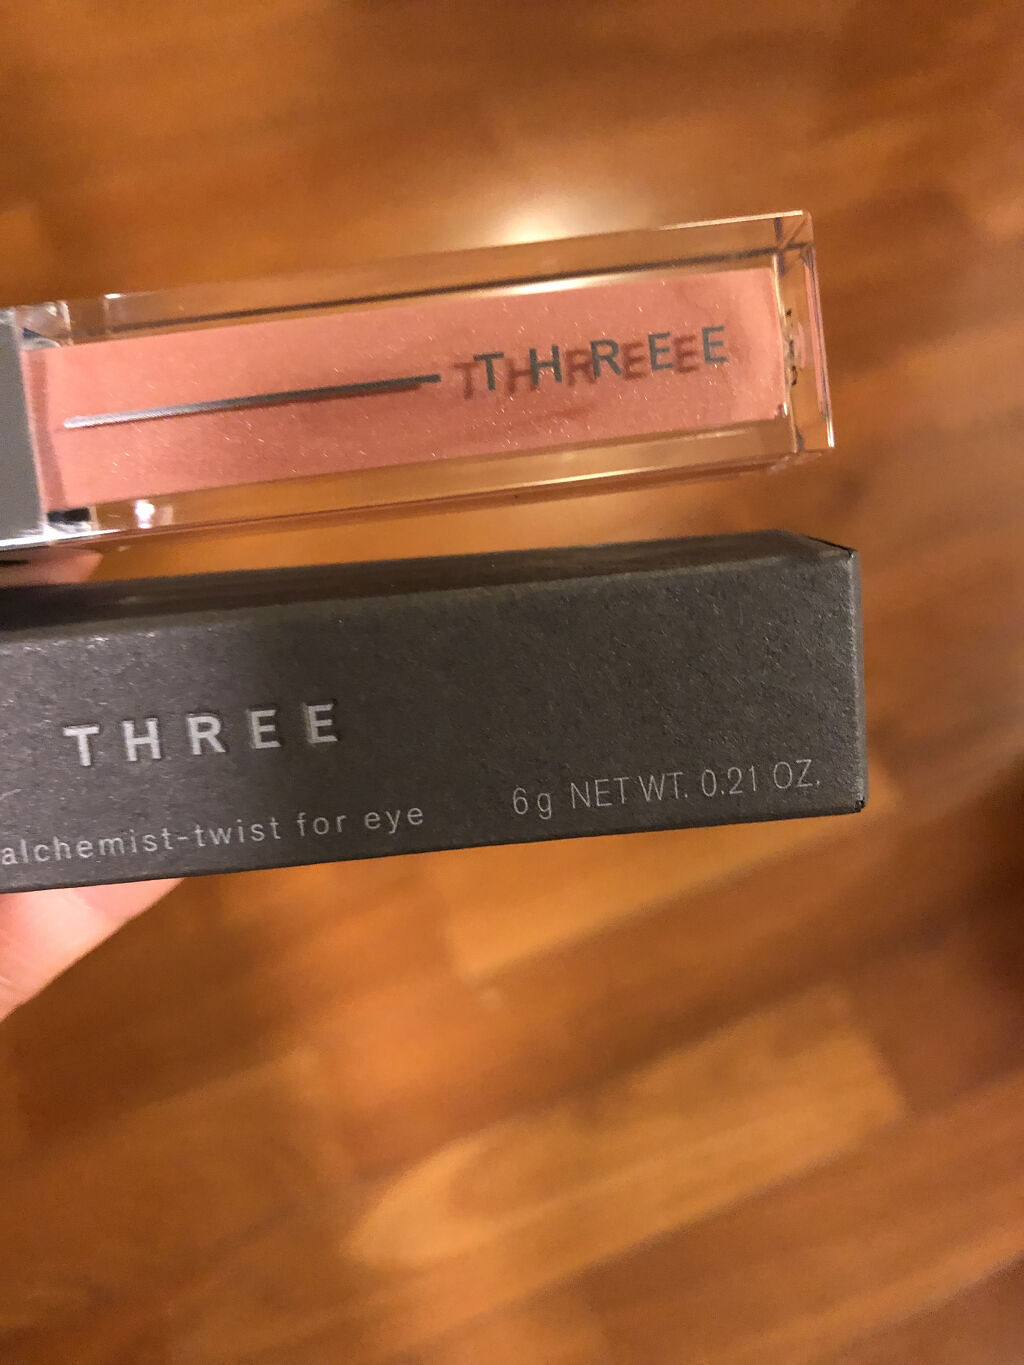 THREE
THREE
alchemist-twist for eye
6g NET WT. 0.21 OZ.